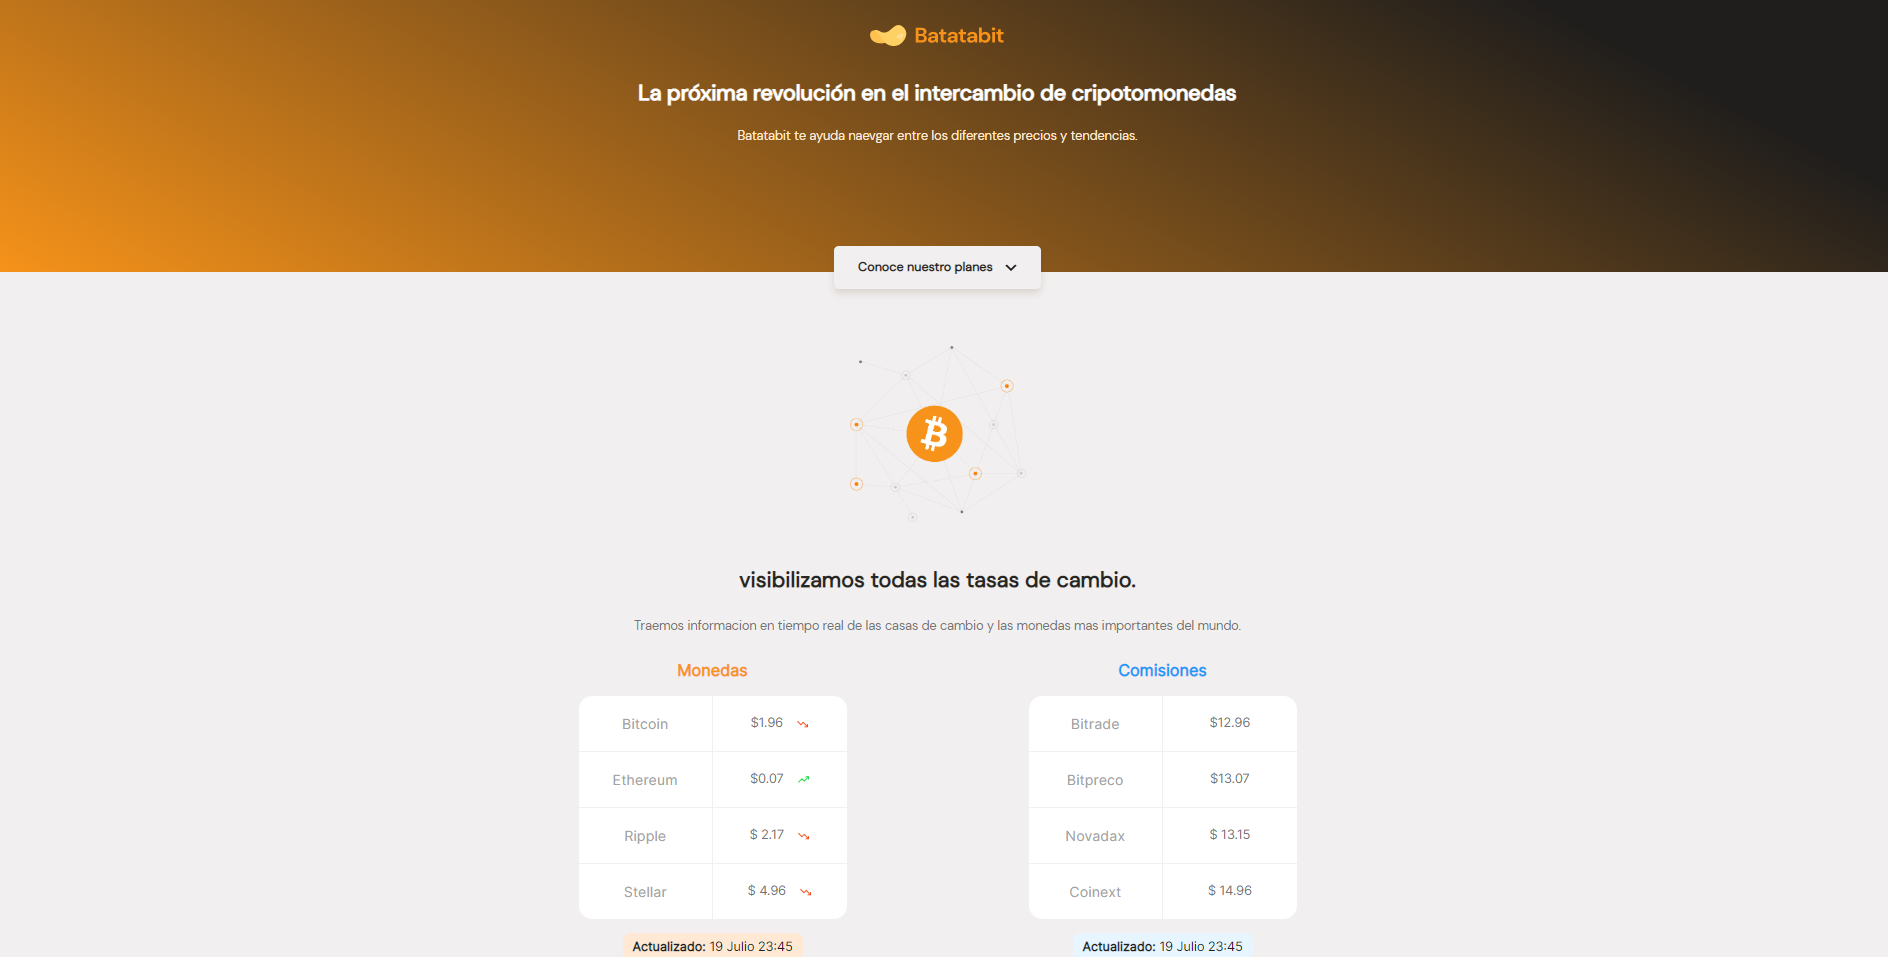 Batatabit
La próxima revolución en el intercambio de criptomonedas
Batatabit te ayuda naevgar entre los diferentes precios y tendencias.
Conoce nuestro planes
visibilizamos todas las tasas de cambio.
Traemos informacion en tiempo real de las casas de cambio y las monedas mas importantes del mundo.
Monedas
Bitcoin $1.96
Ethereum $0.07
Ripple $ 2.17
Stellar $ 4.96
Actualizado: 19 Julio 23:45
Comisiones
Bitrade $12.96
Bitpreco $13.07
Novadax $ 13.15
Coinext $ 14.96
Actualizado: 19 Julio 23:45